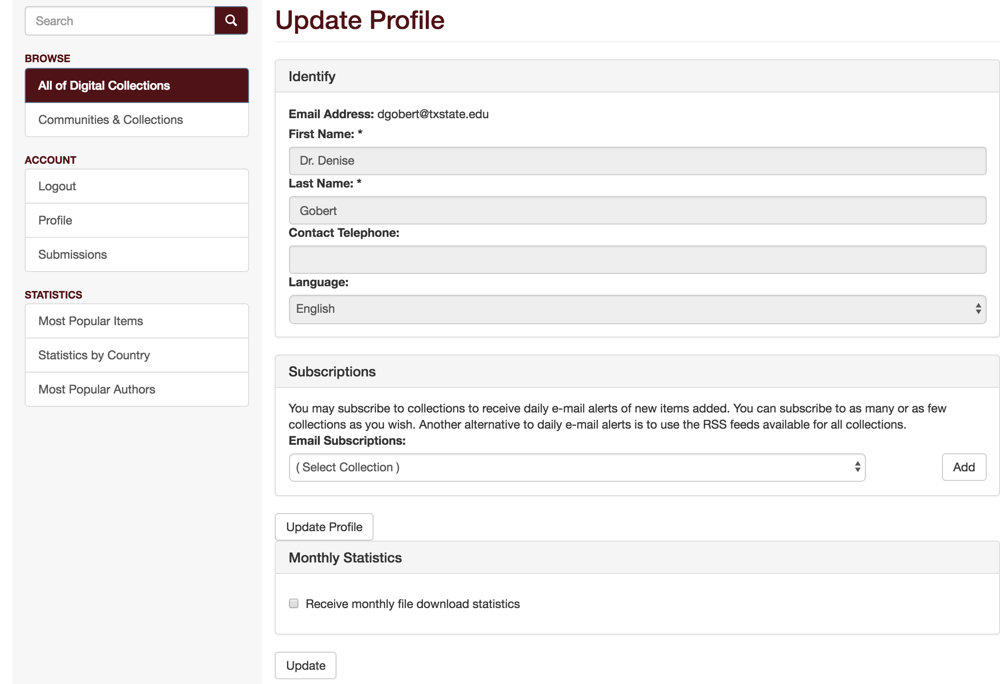 Search
BROWSE
All of Digital Collections
Communities & Collections
ACCOUNT
Logout
Profile
Submissions
STATISTICS
Most Popular Items
Statistics by Country
Most Popular Authors
Update Profile
Identify
Email Address: dgobert@txstate.edu
First Name: *
Dr. Denise
Last Name: *
Gobert
Contact Telephone:
Language:
English
Subscriptions
You may subscribe to collections to receive daily e-mail alerts of new items added. You can subscribe to as many or as few
collections as you wish. Another alternative to daily e-mail alerts is to use the RSS feeds available for all collections.
Email Subscriptions:
( Select Collection )
Add
Update Profile
Monthly Statistics
Receive monthly file download statistics
Update